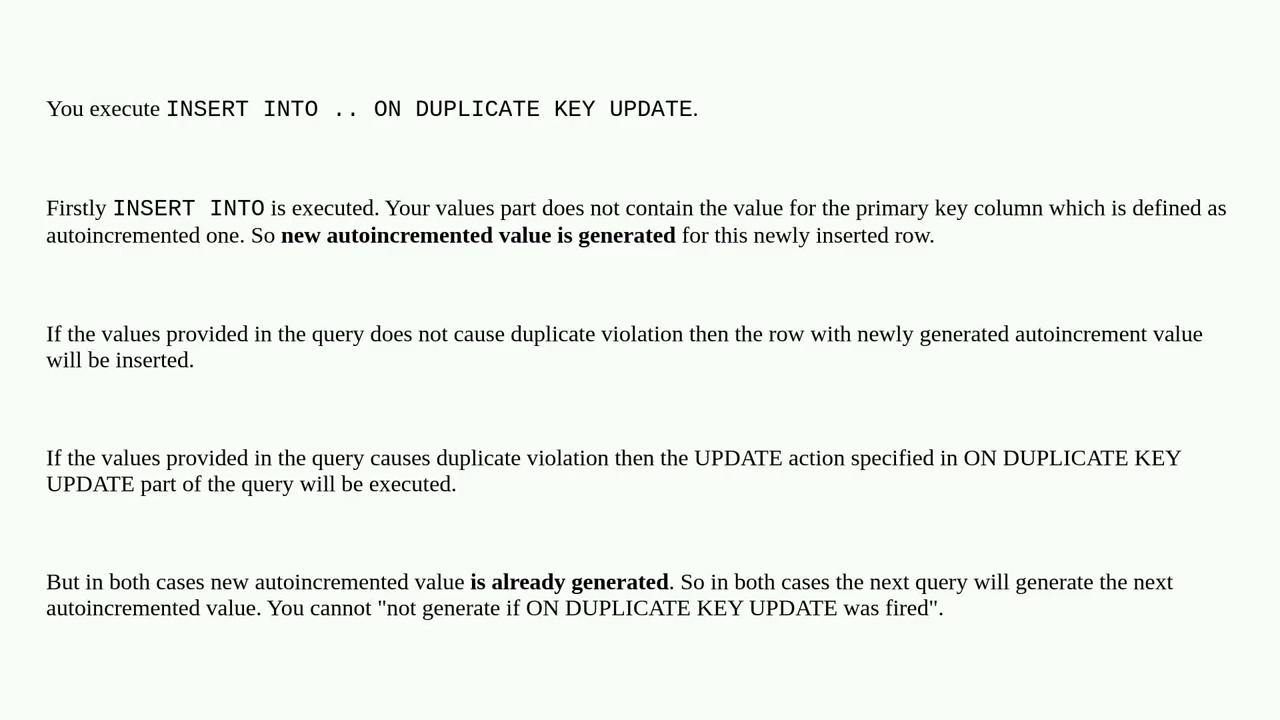 You execute INSERT INTO .. ON DUPLICATE KEY UPDATE.
Firstly INSERT INTO is executed. Your values part does not contain the value for the primary key column which is defined as
autoincremented one. So new autoincremented value is generated for this newly inserted row.
If the values provided in the query does not cause duplicate violation then the row with newly generated autoincrement value
will be inserted.
If the values provided in the query causes duplicate violation then the UPDATE action specified in ON DUPLICATE KEY
UPDATE part of the query will be executed.
But in both cases new autoincremented value is already generated. So in both cases the next query will generate the next
autoincremented value. You cannot "not generate if ON DUPLICATE KEY UPDATE was fired".